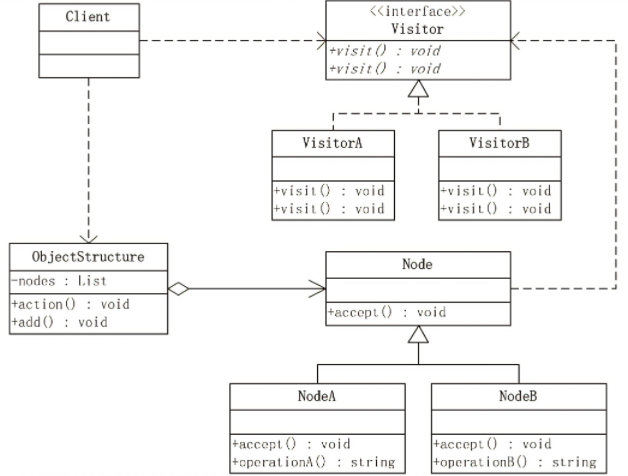 Client
<<interface>>
Visitor
+visit() : void
+visit() : void
VisitorA
+visit() : void
+visit() : void
VisitorB
+visit() : void
+visit() : void
ObjectStructure
-nodes : List
+action() : void
+add() : void
Node
+accept() : void
NodeA
+accept() : void
+operationA() : string
NodeB
+accept() : void
+operationB() : string